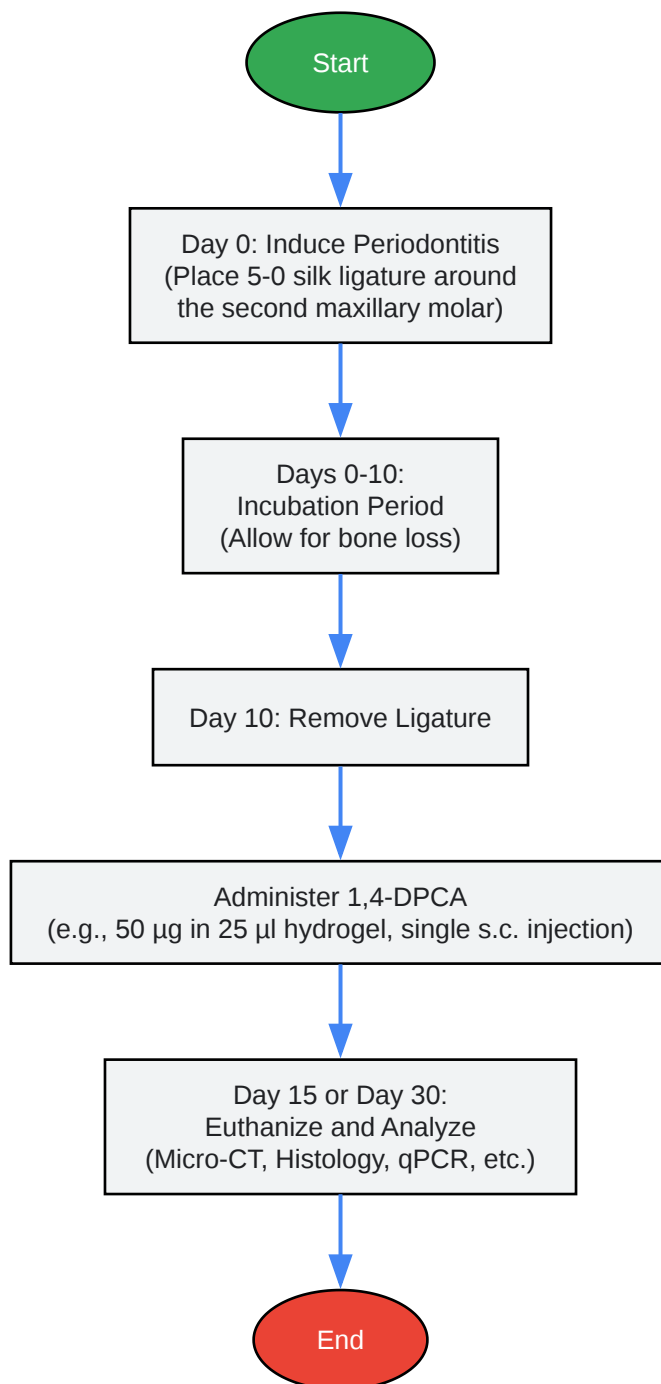 Start
Day 0: Induce Periodontitis
(Place 5-0 silk ligature around
the second maxillary molar)
Days 0-10:
Incubation Period
(Allow for bone loss)
Day 10: Remove Ligature
Administer 1,4-DPCA
(e.g., 50 µg in 25 µl hydrogel, single s.c. injection)
Day 15 or Day 30:
Euthanize and Analyze
(Micro-CT, Histology, qPCR, etc.)
End